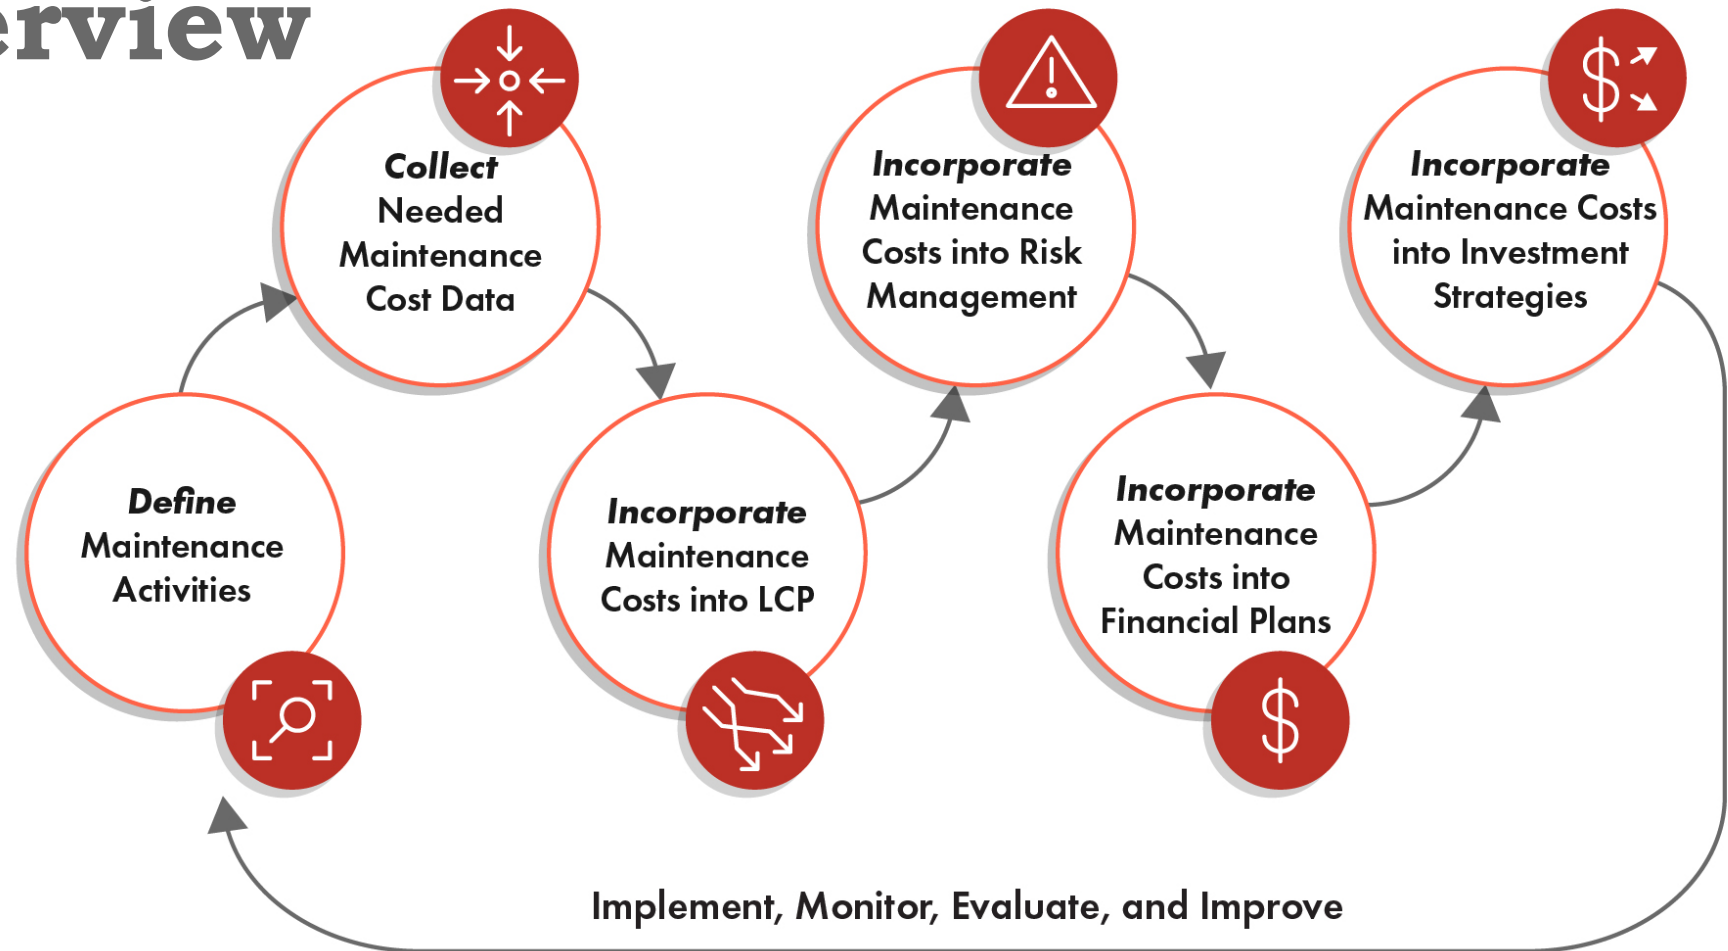 Collect
Needed
Maintenance
Cost Data
Incorporate
Maintenance
Costs into Risk
Management
Incorporate
Maintenance Costs
into Investment
Strategies
Define
Maintenance
Activities
Incorporate
Maintenance
Costs into LCP
Incorporate
Maintenance
Costs into
Financial Plans
Implement, Monitor, Evaluate, and Improve